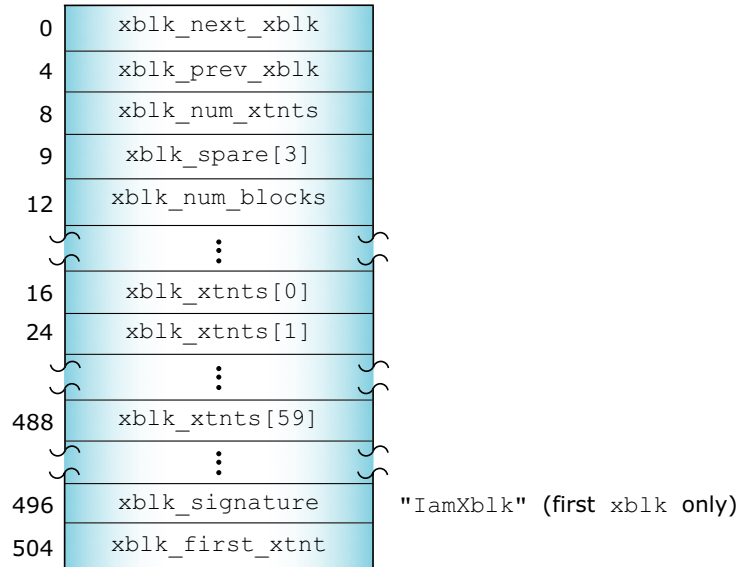 0 xblk_next_xblk
4 xblk_prev_xblk
8 xblk_num_xtnts
9 xblk_spare[3]
12 xblk_num_blocks
16 xblk_xtnts[0]
24 xblk_xtnts[1]
488 xblk_xtnts[59]
496 xblk_signature "IamXblk" (first xblk only)
504 xblk_first_xtnt